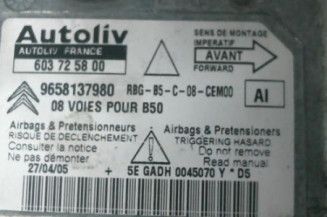 Autoliv
SENS DE MONTAGE
IMPERATIF
AUTOLIV FRANCE
AVANT
603 72 58 00
FORWARD
9658137980 RBG-B5-C-08-CEM00 AI
08 VOIES POUR B50
Airbags & Pretensionneurs
RISQUE DE DECLENCHEMENT
Consulter la notice
Ne pas démonter
Airbags & Pretensioners
TRIGGERING HASARD
Do not remove
Read manual
27/04/05 + 5E GADH 0045070 Y * D5